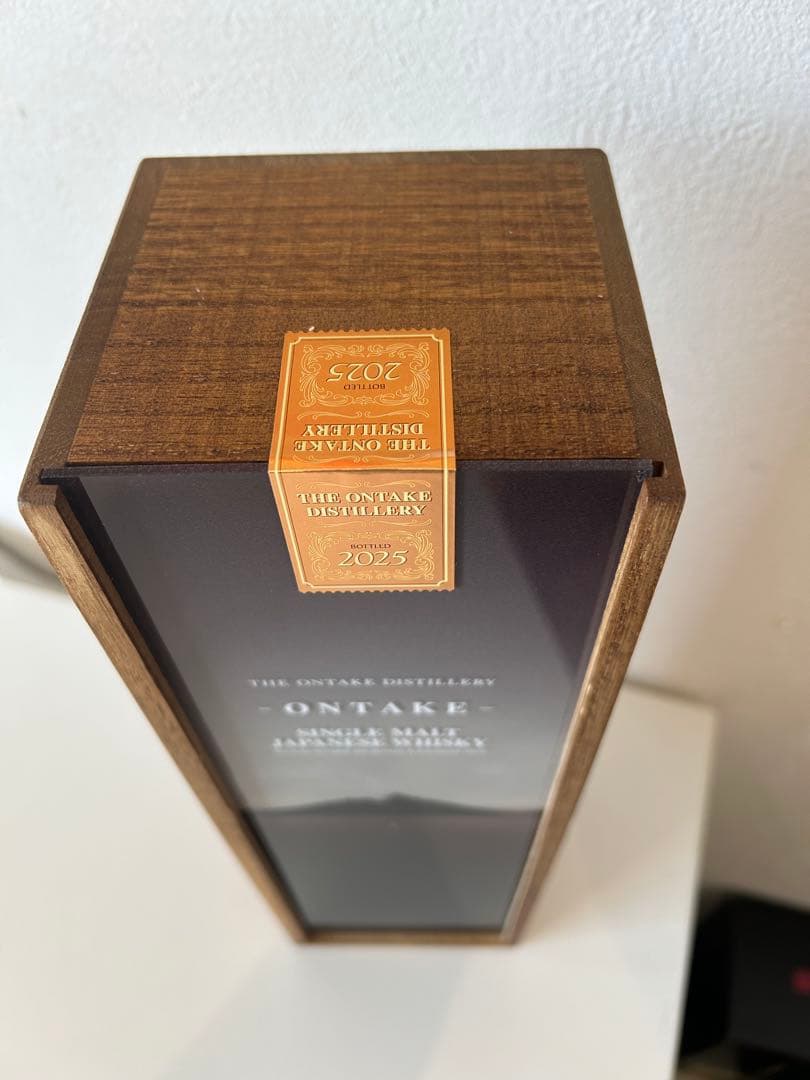 2025
BOTTLED
THE ONTAKE
DISTILLERY
THE ONTAKE
DISTILLERY
BOTTLED
2025
THE ONTAKE DISTILLERY
- ONTAKE -
SINGLE MALT
JAPANESE WHISKY